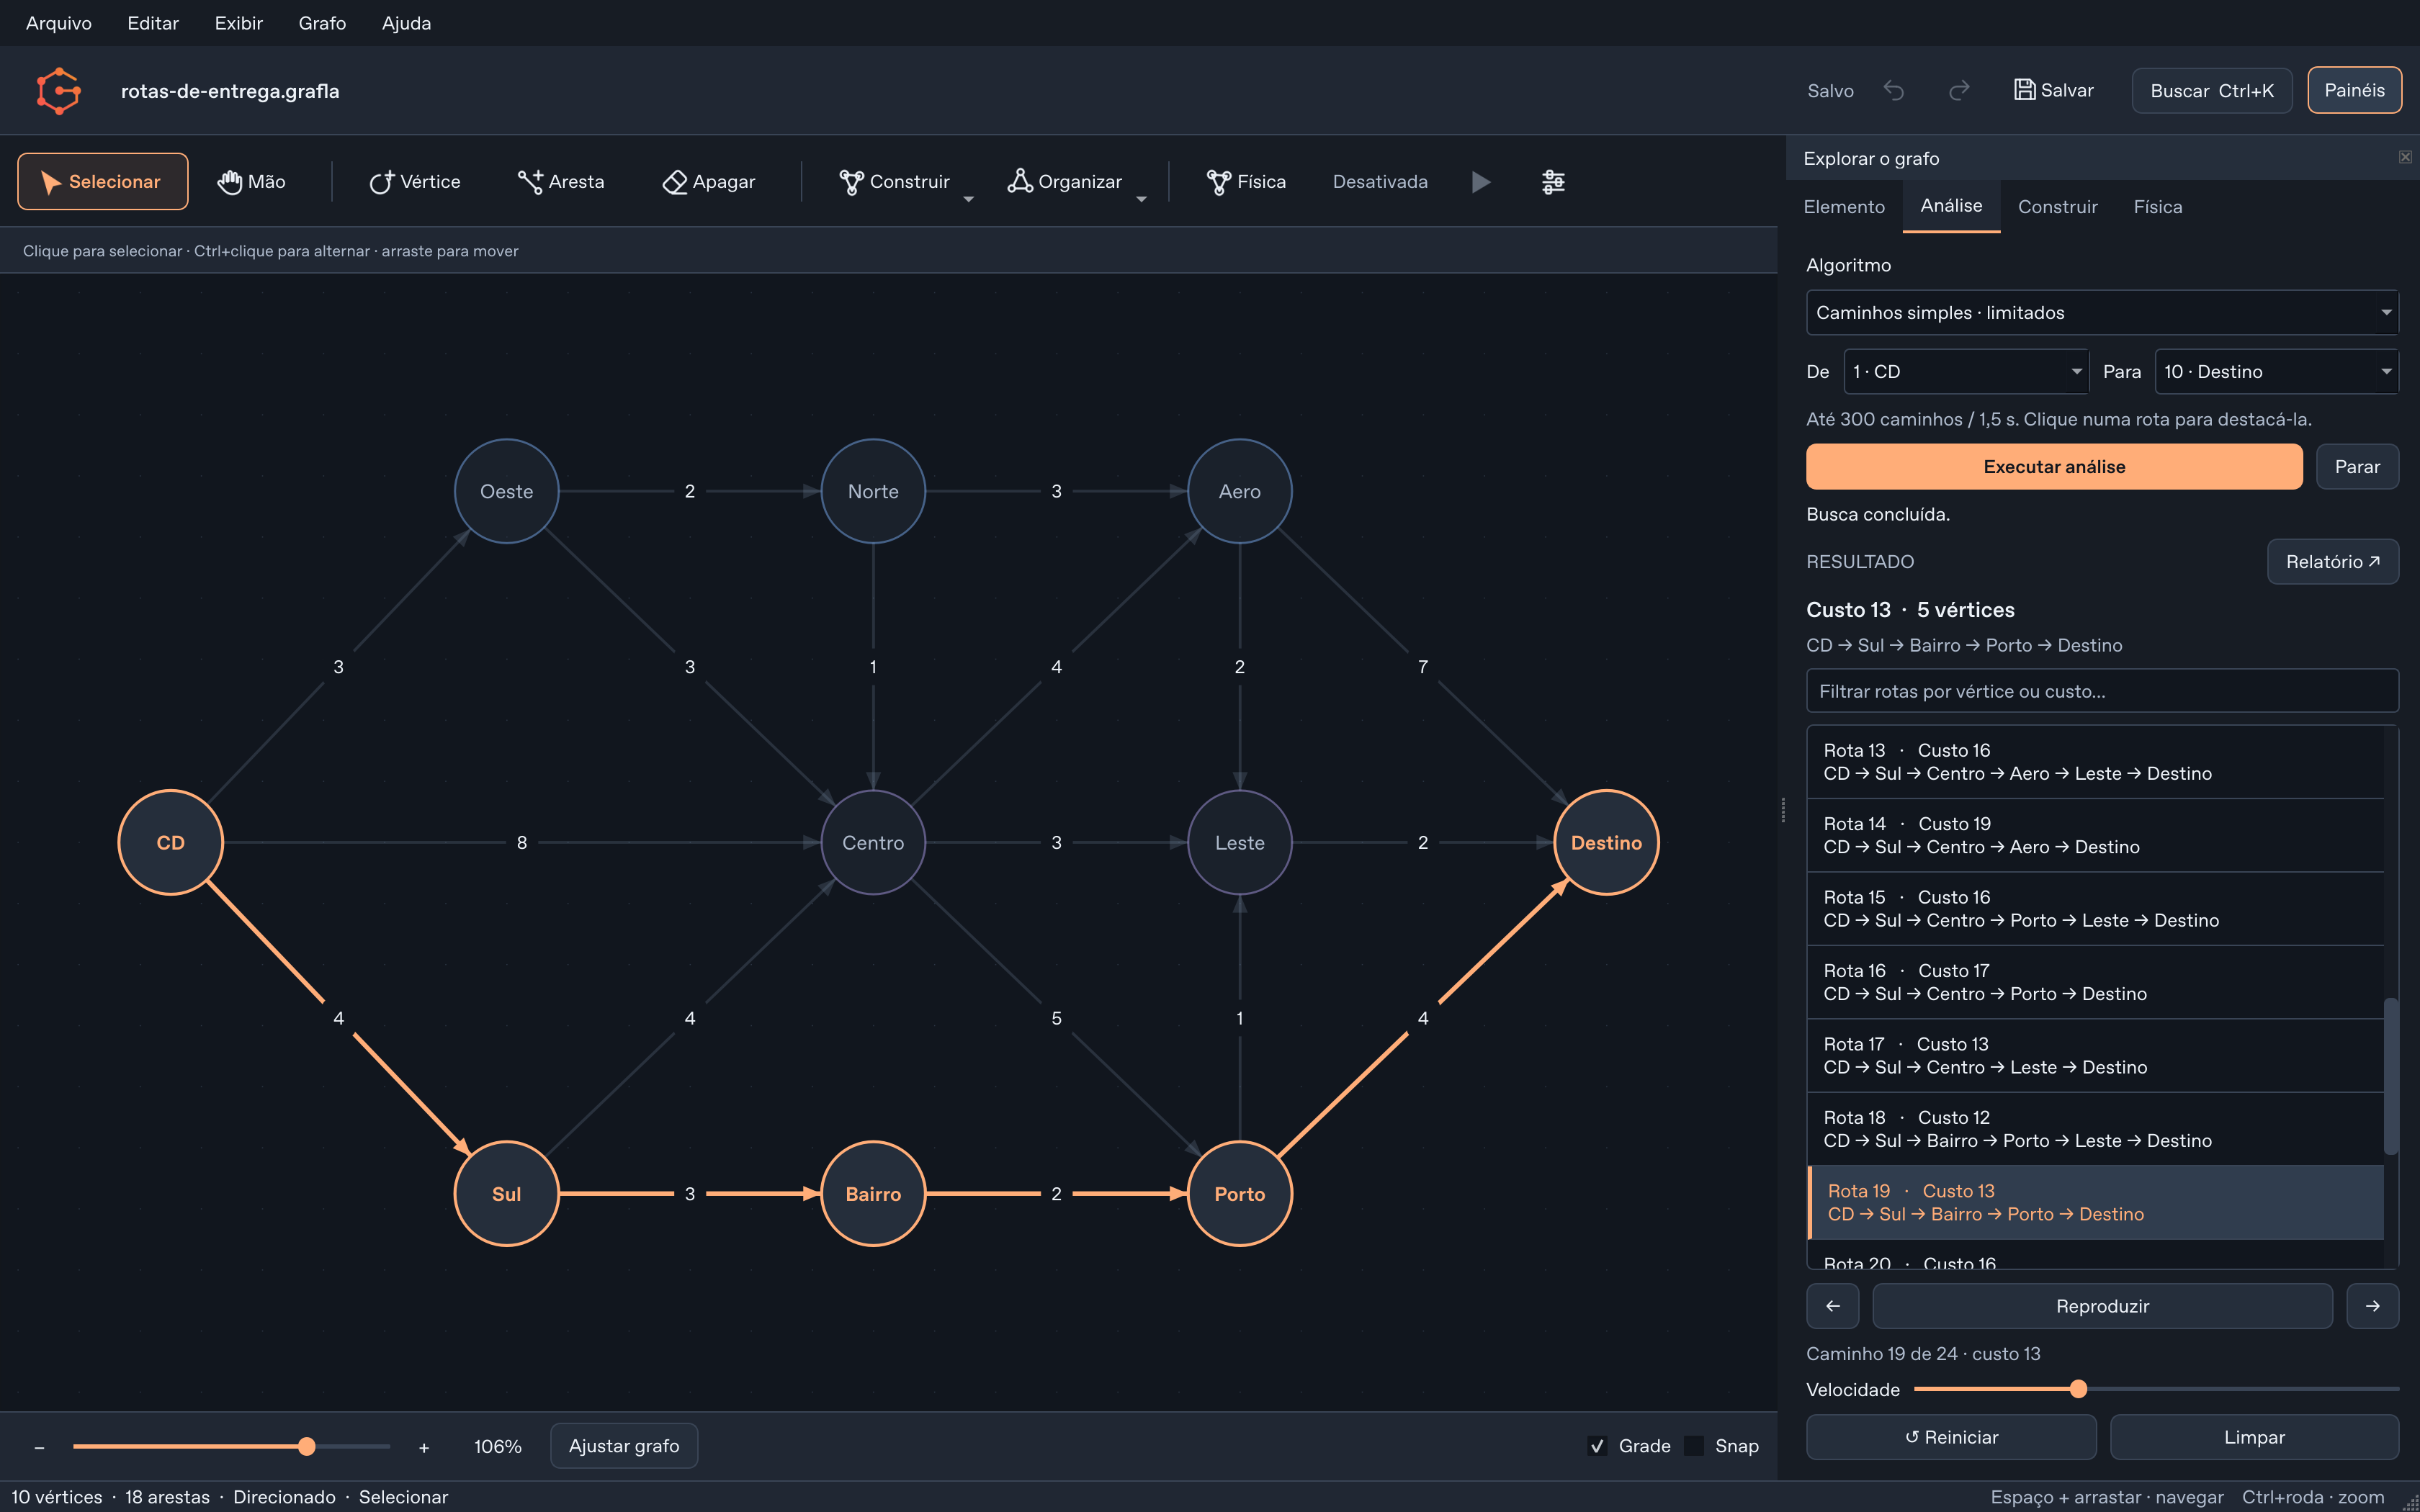 Arquivo Editar Exibir Grafo Ajuda
rotas-de-entrega.grafla
Salvo Salvar Buscar Ctrl+K Painéis
Selecionar Mão Vértice Aresta Apagar Construir Organizar Física Desativada
Clique para selecionar · Ctrl+clique para alternar · arraste para mover
Oeste 2 Norte 3 Aero
3 3 1 4 2 7
CD 8 Centro 3 Leste 2 Destino
4 4 5 1 4
Sul 3 Bairro 2 Porto
− + 106% Ajustar grafo Grade Snap
10 vértices · 18 arestas · Direcionado · Selecionar
Explorar o grafo
Elemento Análise Construir Física
Algoritmo
Caminhos simples · limitados
De 1 · CD Para 10 · Destino
Até 300 caminhos / 1,5 s. Clique numa rota para destacá-la.
Executar análise Parar
Busca concluída.
RESULTADO Relatório ↗
Custo 13 · 5 vértices
CD → Sul → Bairro → Porto → Destino
Filtrar rotas por vértice ou custo...
Rota 13 · Custo 16
CD → Sul → Centro → Aero → Leste → Destino
Rota 14 · Custo 19
CD → Sul → Centro → Aero → Destino
Rota 15 · Custo 16
CD → Sul → Centro → Porto → Leste → Destino
Rota 16 · Custo 17
CD → Sul → Centro → Porto → Destino
Rota 17 · Custo 13
CD → Sul → Centro → Leste → Destino
Rota 18 · Custo 12
CD → Sul → Bairro → Porto → Leste → Destino
Rota 19 · Custo 13
CD → Sul → Bairro → Porto → Destino
Rota 20 · Custo 16
← Reproduzir →
Caminho 19 de 24 · custo 13
Velocidade
↺ Reiniciar Limpar
Espaço + arrastar · navegar Ctrl+roda · zoom